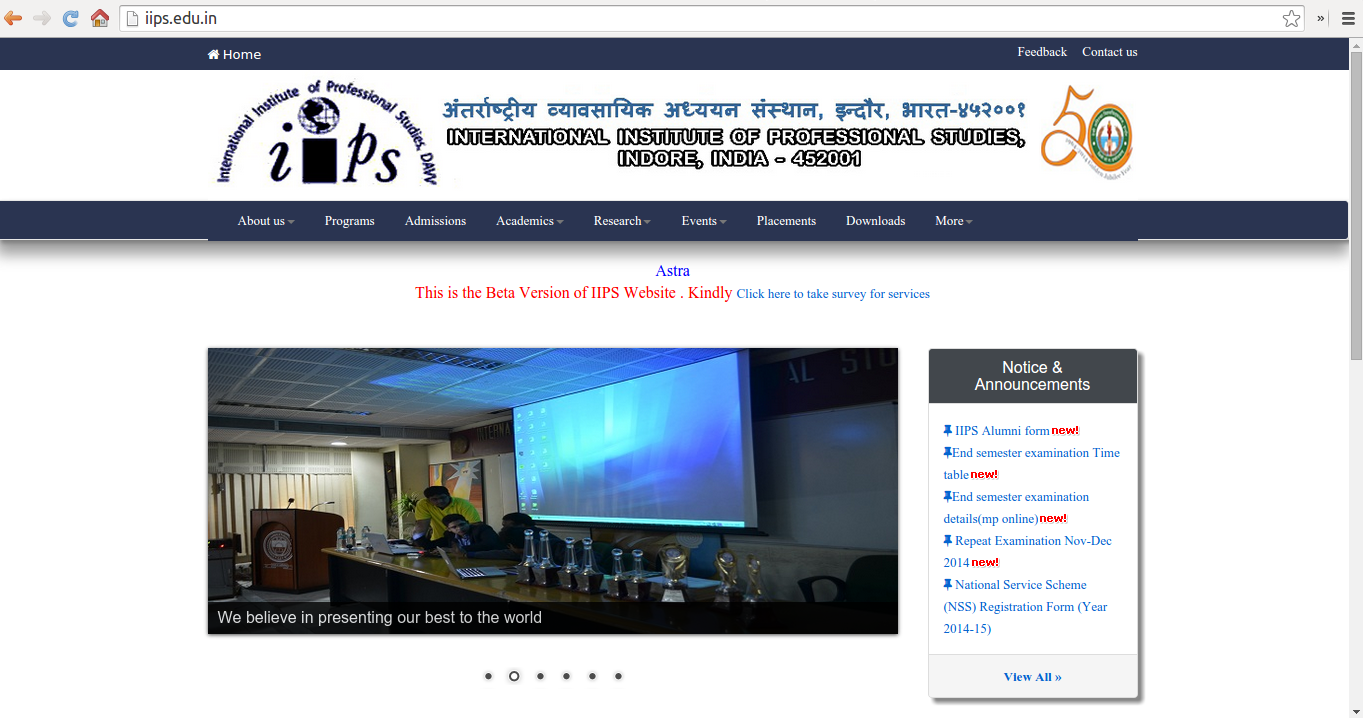 iips.edu.in
»
Home
Feedback Contact us
International Institute of Professional Studies, DAVV
iips
अंतर्राष्ट्रीय व्यावसायिक अध्ययन संस्थान, इन्दौर, भारत-४५२००१
INTERNATIONAL INSTITUTE OF PROFESSIONAL STUDIES,
INDORE, INDIA - 452001
50
About us Programs Admissions Academics Research Events Placements Downloads More
Astra
This is the Beta Version of IIPS Website . Kindly Click here to take survey for services
We believe in presenting our best to the world
Notice &
Announcements
IIPS Alumni form new!
End semester examination Time
table new!
End semester examination
details(mp online) new!
Repeat Examination Nov-Dec
2014 new!
National Service Scheme
(NSS) Registration Form (Year
2014-15)
View All »